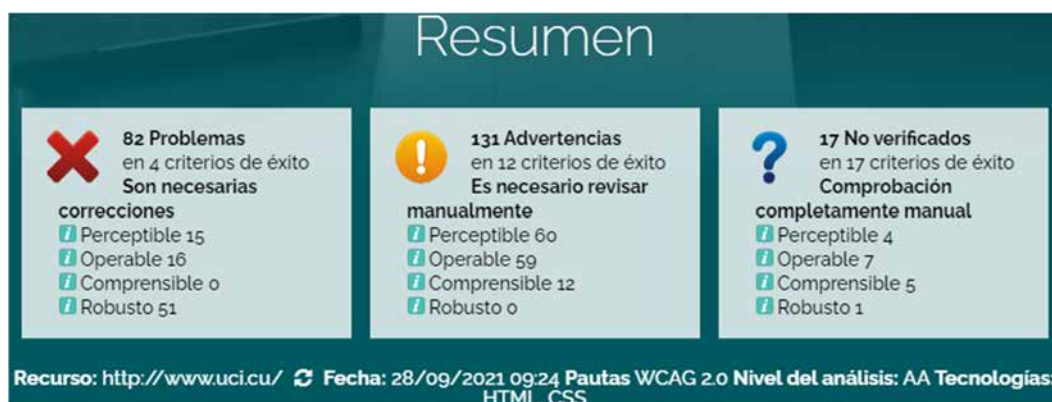 Resumen
82 Problemas
en 4 criterios de éxito
Son necesarias
correcciones
i Perceptible 15
i Operable 16
i Comprensible 0
i Robusto 51
131 Advertencias
en 12 criterios de éxito
Es necesario revisar
manualmente
i Perceptible 60
i Operable 59
i Comprensible 12
i Robusto 0
17 No verificados
en 17 criterios de éxito
Comprobación
completamente manual
i Perceptible 4
i Operable 7
i Comprensible 5
i Robusto 1
Recurso: http://www.uci.cu/ Fecha: 28/09/2021 09:24 Pautas WCAG 2.0 Nivel del análisis: AA Tecnologías:
HTML, CSS